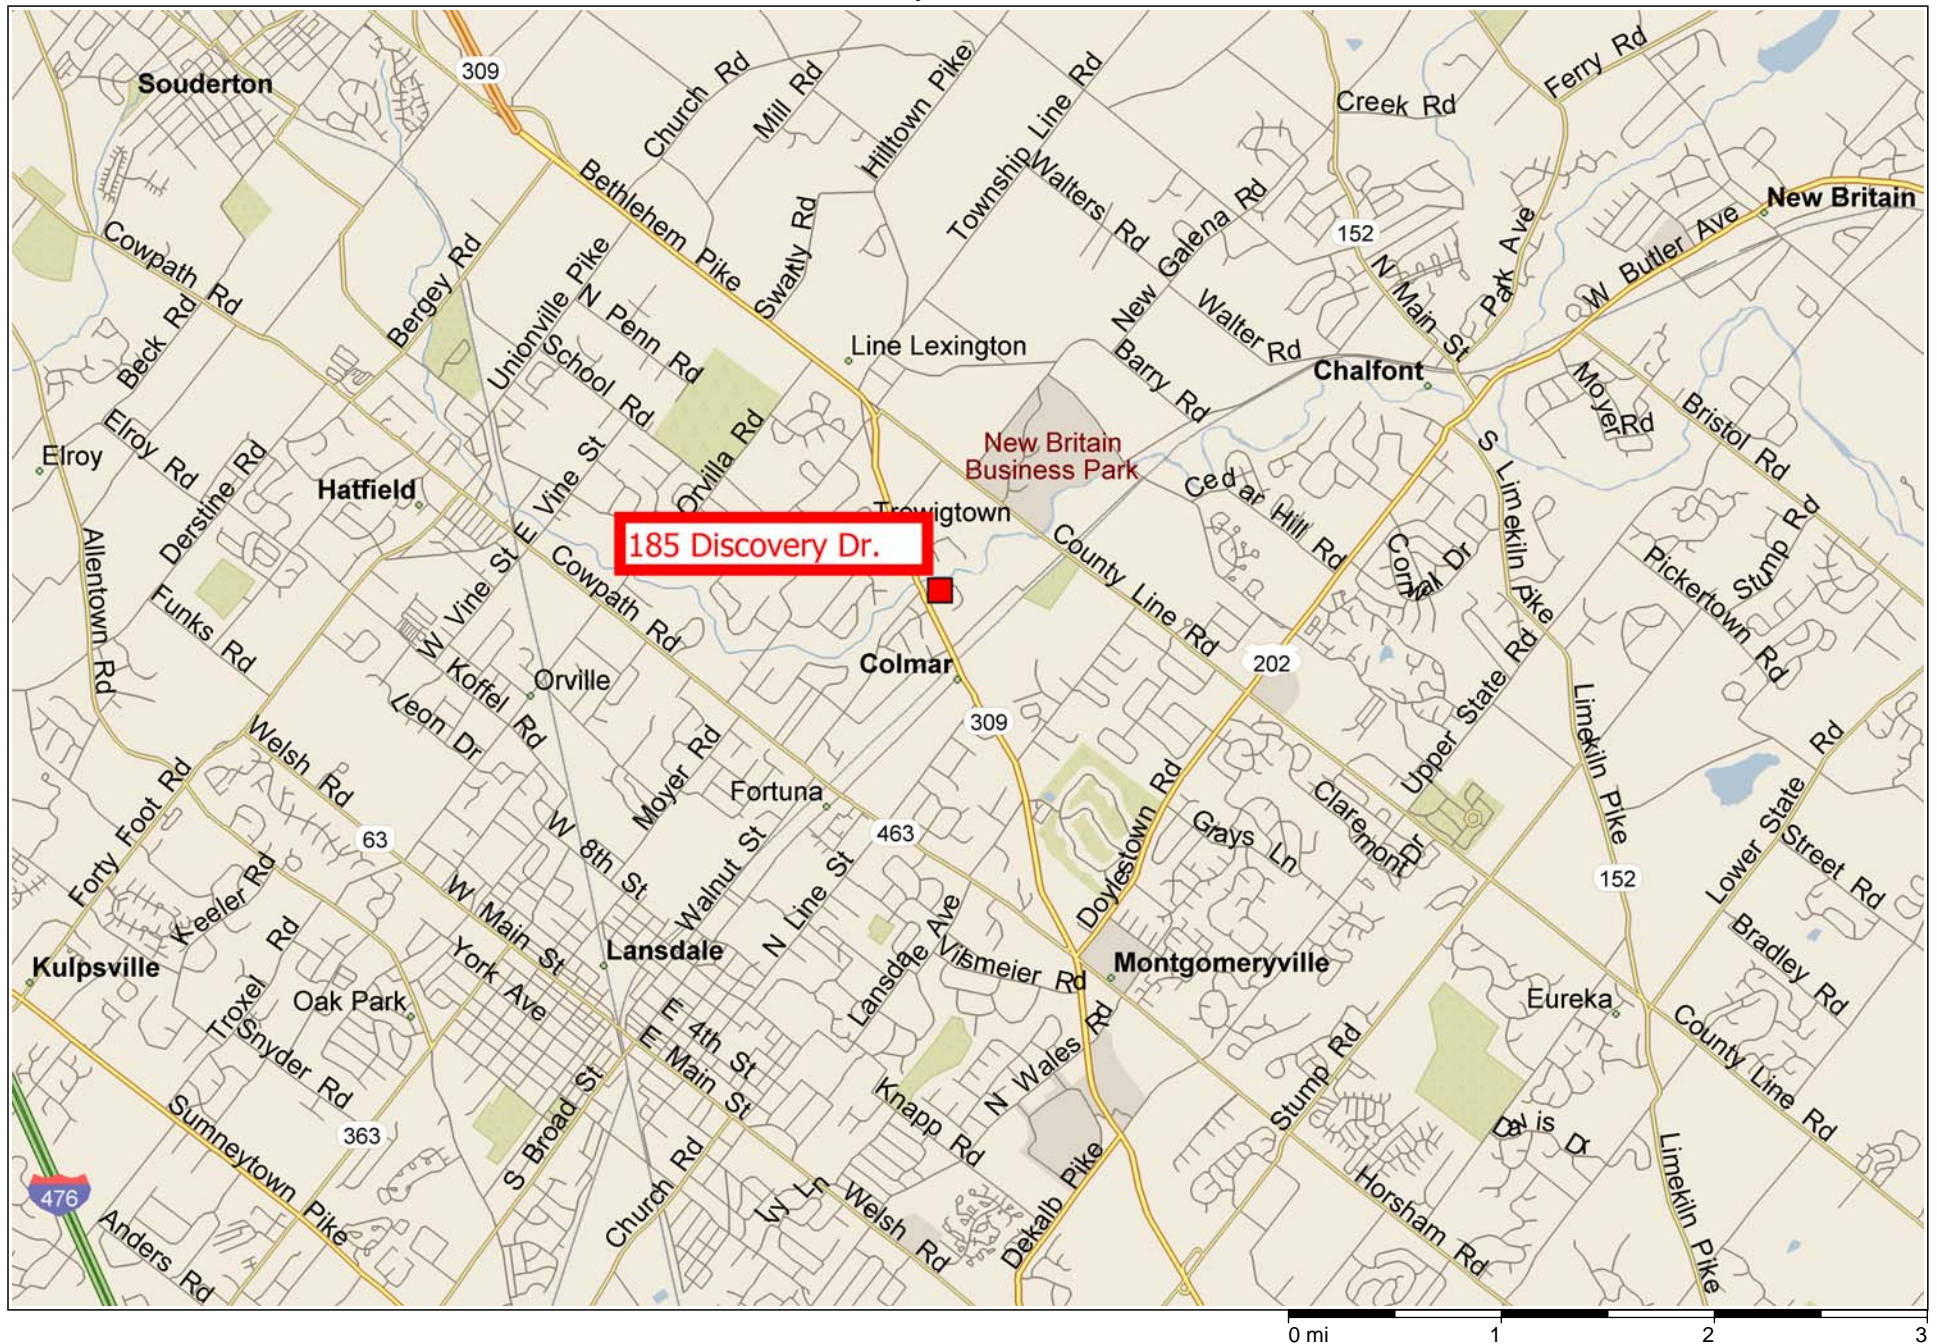 Souderton
309
Church Rd
Mill Rd
Hilltown Pike
Township Line Rd
Creek Rd
Ferry Rd
Bethlehem Pike
Walters Rd
New Galena Rd
152
New Britain
Cowpath Rd
Bergey Rd
Unionville Pike
Swartly Rd
Park Ave
W Butler Ave
N Main St
Beck Rd
N Penn Rd
School Rd
Line Lexington
Walter Rd
Barry Rd
Chalfont
Moyer Rd
Bristol Rd
Elroy Rd
Elroy
Derstine Rd
Hatfield
E Vine St
Orvilla Rd
New Britain
Business Park
Cedar Hill Rd
S Limekiln Pike
Trewigtown
185 Discovery Dr.
Allentown Rd
Funks Rd
W Vine St
E Cowpath Rd
County Line Rd
Cornwal Dr
Stump Rd
Pickertown Rd
Colmar
202
Koffel Rd
Orville
Leon Dr
309
Upper State Rd
Limekiln Pike
Welsh Rd
Moyer Rd
Forty Foot Rd
Fortuna
463
Doylestown Rd
Grays Ln
Claremont Dr
Lower State Rd
Street Rd
63
W 8th St
Walnut St
N Line St
152
Keeler Rd
W Main St
Lansdale Ave
Bradley Rd
Kulpsville
Troxel Rd
York Ave
Lansdale
Vilsmeier Rd
Montgomeryville
Oak Park
Eureka
Snyder Rd
E 4th St
E Main St
N Wales Rd
Stump Rd
County Line Rd
Sumneytown Pike
363
S Broad St
Knapp Rd
Davis Dr
476
Church Rd
Ivy Ln
Welsh Rd
Dekalb Pike
Horsham Rd
Limekiln Pike
Anders Rd
0 mi 1 2 3